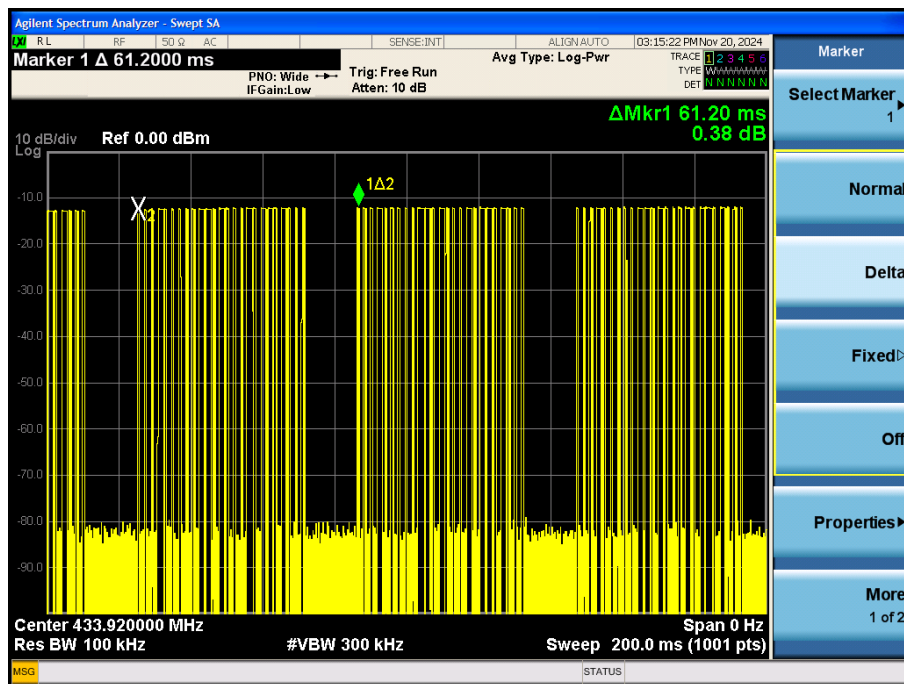 Agilent Spectrum Analyzer - Swept SA
LXI RL RF 50 Ω AC SENSE:INT ALIGNAUTO 03:15:22 PM Nov 20, 2024
Marker 1 Δ 61.2000 ms
PNO: Wide
IFGain:Low
Trig: Free Run
Atten: 10 dB
Avg Type: Log-Pwr
TRACE 1 2 3 4 5 6
TYPE WWWWWW
DET N N N N N N
ΔMkr1 61.20 ms
0.38 dB
10 dB/div Ref 0.00 dBm
Log
-10.0
-20.0
-30.0
-40.0
-50.0
-60.0
-70.0
-80.0
-90.0
2
1Δ2
Center 433.920000 MHz Span 0 Hz
Res BW 100 kHz #VBW 300 kHz Sweep 200.0 ms (1001 pts)
MSG STATUS
Marker
Select Marker
1
Normal
Delta
Fixed
Off
Properties
More
1 of 2